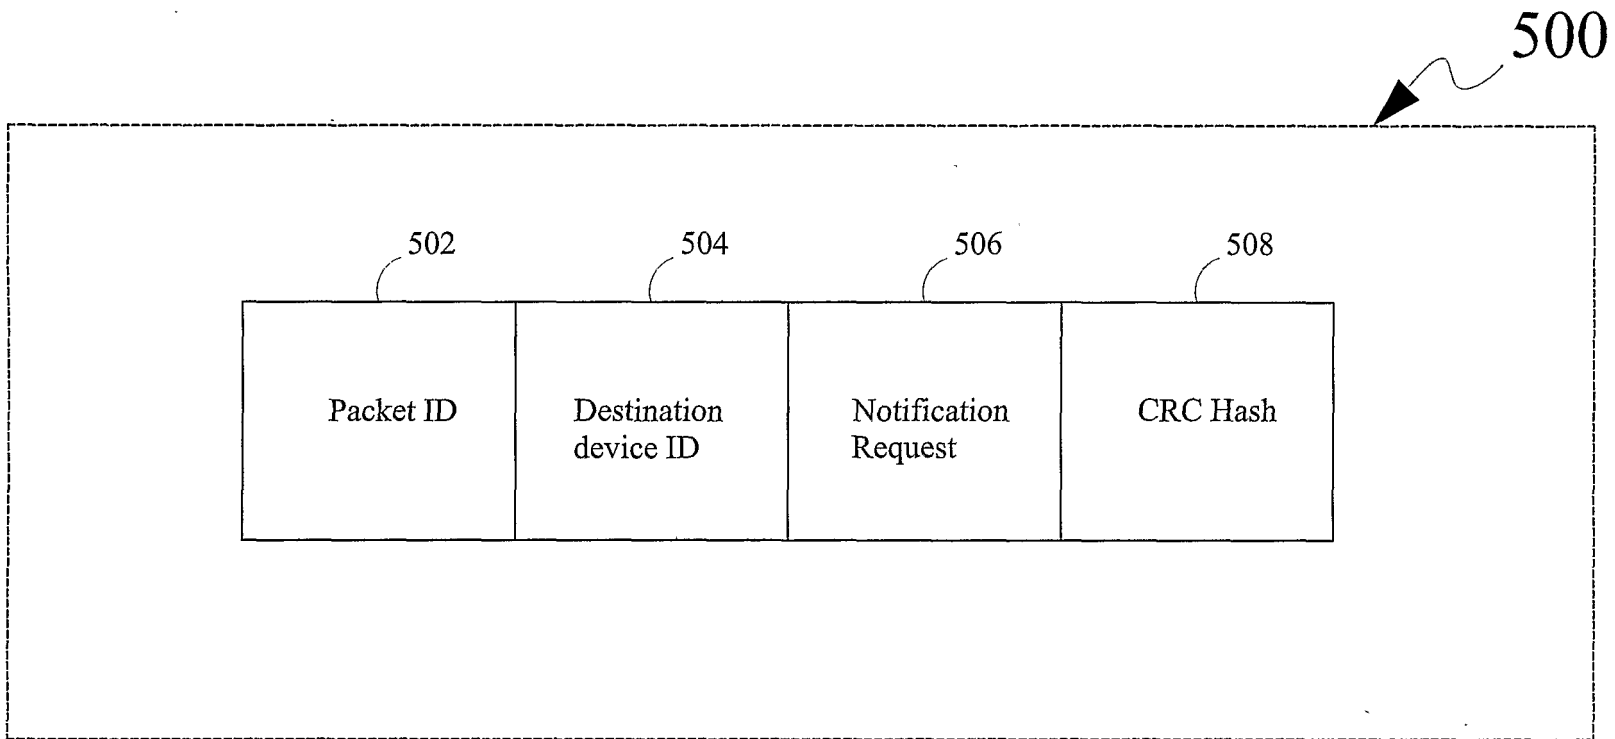 500
502
504
506
508
Packet ID
Destination
device ID
Notification
Request
CRC Hash